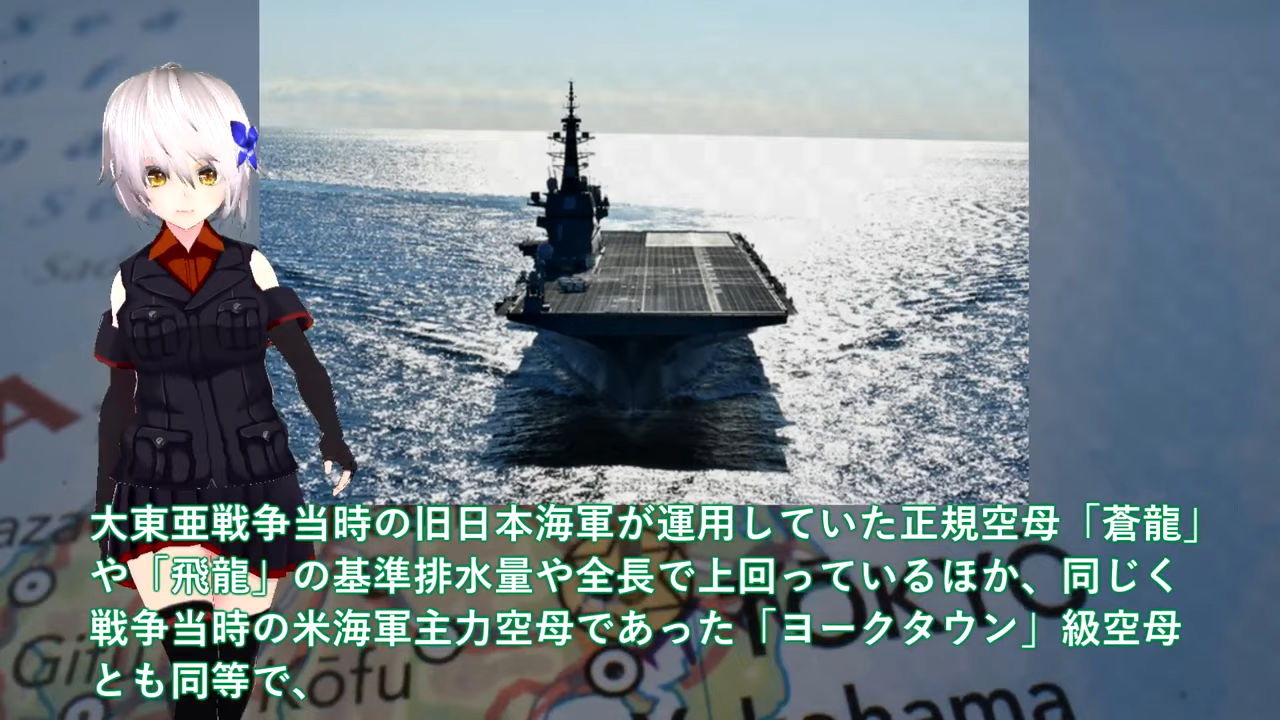 大東亜戦争当時の旧日本海軍が運用していた正規空母「蒼龍」
や「飛龍」の基準排水量や全長で上回っているほか、同じく
戦争当時の米海軍主力空母であった「ヨークタウン」級空母
とも同等で、
TOKYO
Kōfu